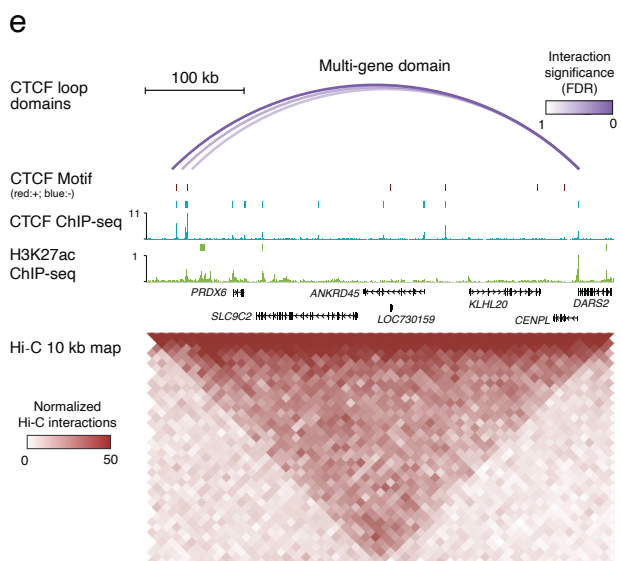 e
Multi-gene domain
Interaction
significance
(FDR)
1 0
CTCF loop
domains
100 kb
CTCF Motif
(red:+; blue:-)
CTCF ChIP-seq
11
H3K27ac
ChIP-seq
1
PRDX6
ANKRD45
KLHL20
DARS2
SLC9C2
LOC730159
CENPL
Hi-C 10 kb map
Normalized
Hi-C interactions
0 50